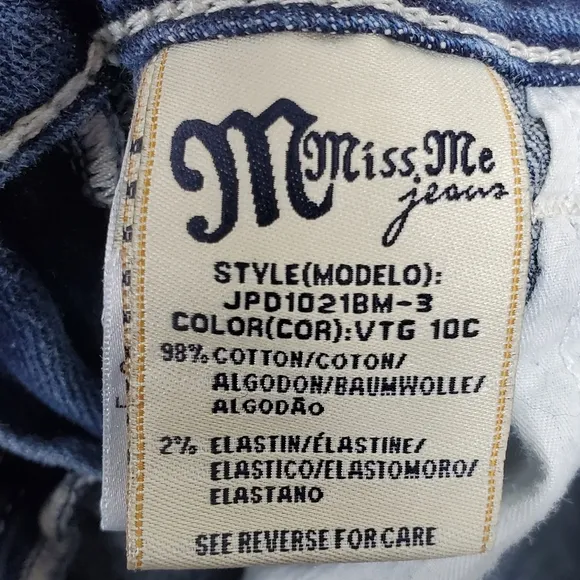 M Miss Me
jeans
STYLE(MODELO):
JPD1021BM-3
COLOR(COR):VTG 10C
98% COTTON/COTON/
ALGODON/BAUMWOLLE/
ALGODÃO
2% ELASTIN/ÉLASTINE/
ELASTICO/ELASTOMORO/
ELASTANO
SEE REVERSE FOR CARE